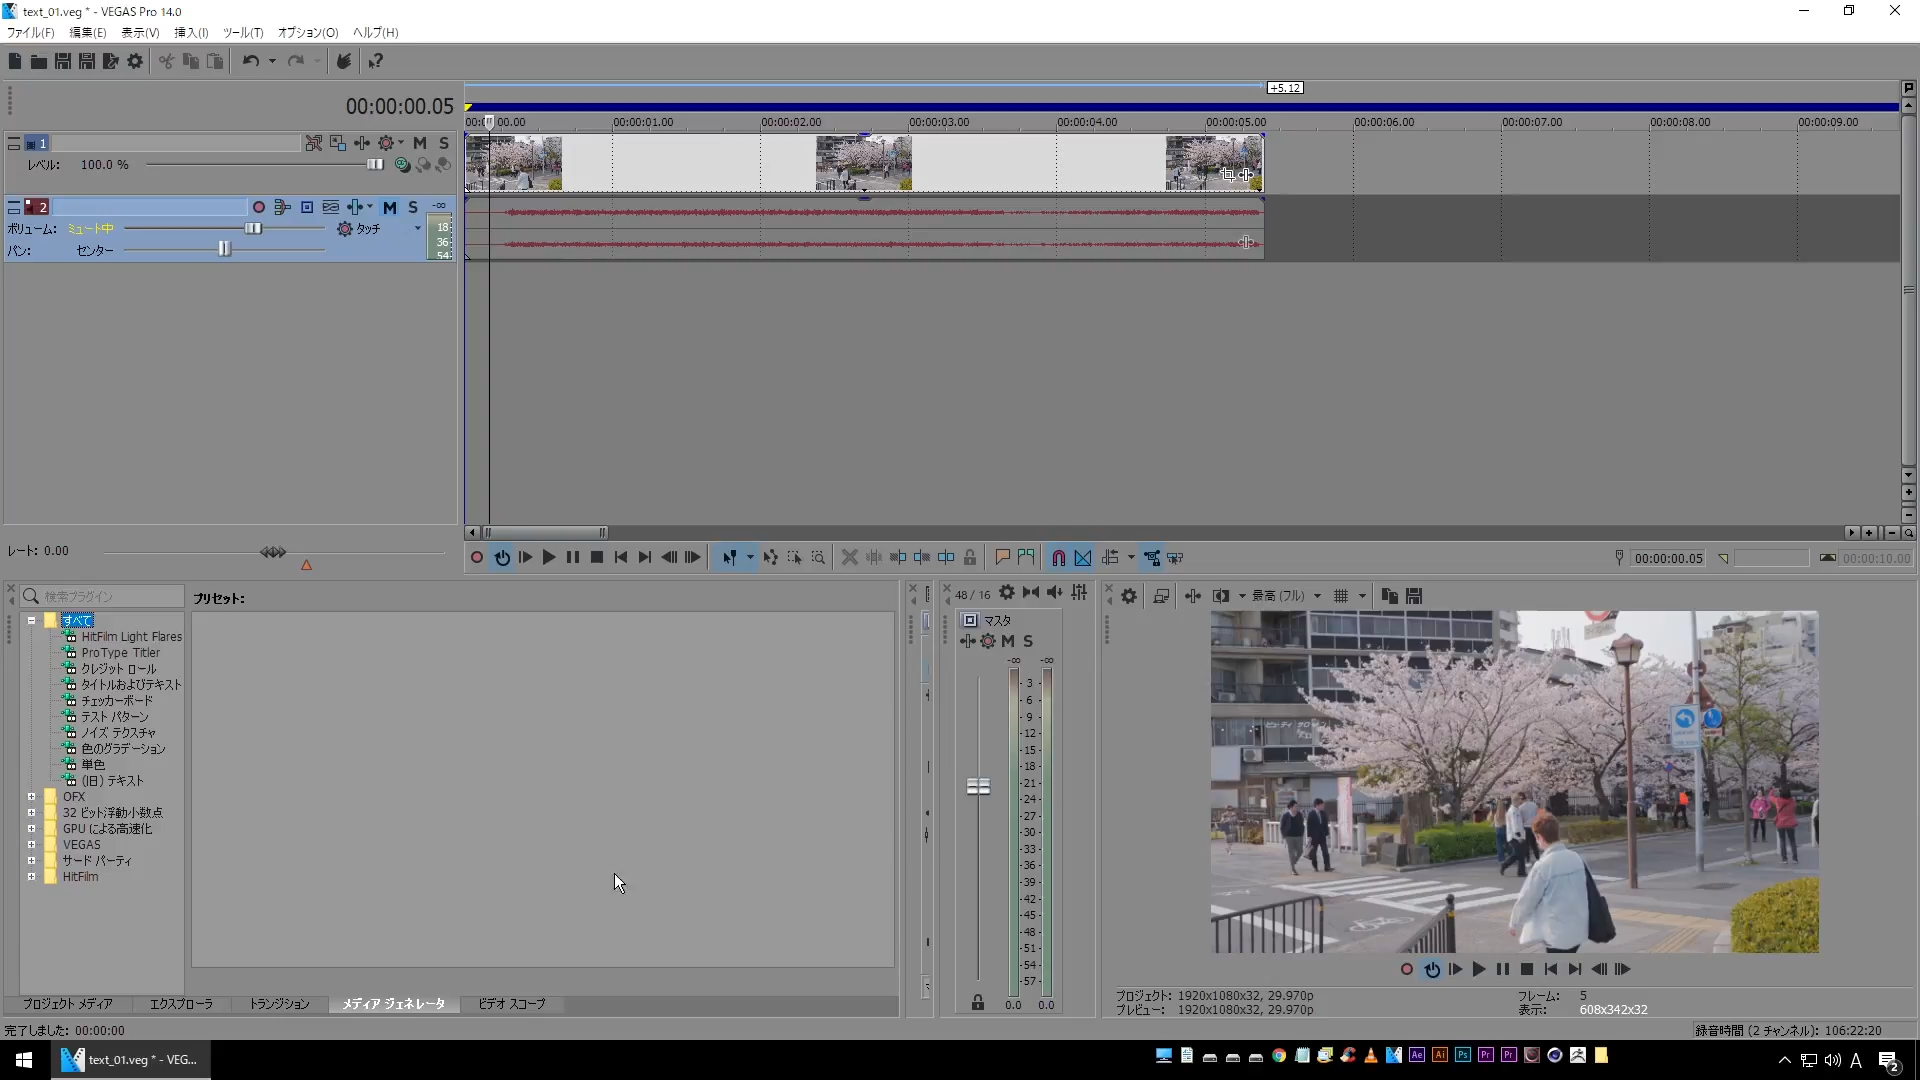 text_01.veg * - VEGAS Pro 14.0
ファイル(F) 編集(E) 表示(V) 挿入(I) ツール(T) オプション(O) ヘルプ(H)
00:00:00.05
+5.12
00:00:01.00 00:00:02.00 00:00:03.00 00:00:04.00 00:00:05.00 00:00:06.00 00:00:07.00 00:00:08.00 00:00:09.00
1 M S
レベル: 100.0 %
2 M S -∞
ボリューム: ミュート中 タッチ 18
36
パン: センター 54
レート: 0.00
00:00:00.05 00:00:10.00
検索プラグイン
プリセット:
すべて
HitFilm Light Flares
ProType Titler
クレジット ロール
タイトルおよびテキスト
チェッカーボード
テスト パターン
ノイズ テクスチャ
色のグラデーション
単色
(旧) テキスト
OFX
32 ビット浮動小数点
GPU による高速化
VEGAS
サード パーティ
HitFilm
48 / 16
マスタ
M S
-∞ -∞
3
6
9
12
15
18
21
24
27
30
33
36
39
42
45
48
51
54
57
0.0 0.0
最高 (フル)
プロジェクト: 1920x1080x32, 29.970p
プレビュー: 1920x1080x32, 29.970p
フレーム: 5
表示: 608x342x32
プロジェクト メディア エクスプローラ トランジション メディア ジェネレータ ビデオ スコープ
完了しました: 00:00:00
録音時間 (2 チャンネル): 106:22:20
text_01.veg * - VEG...
Ae Ai Ps Pr Pr
A
2